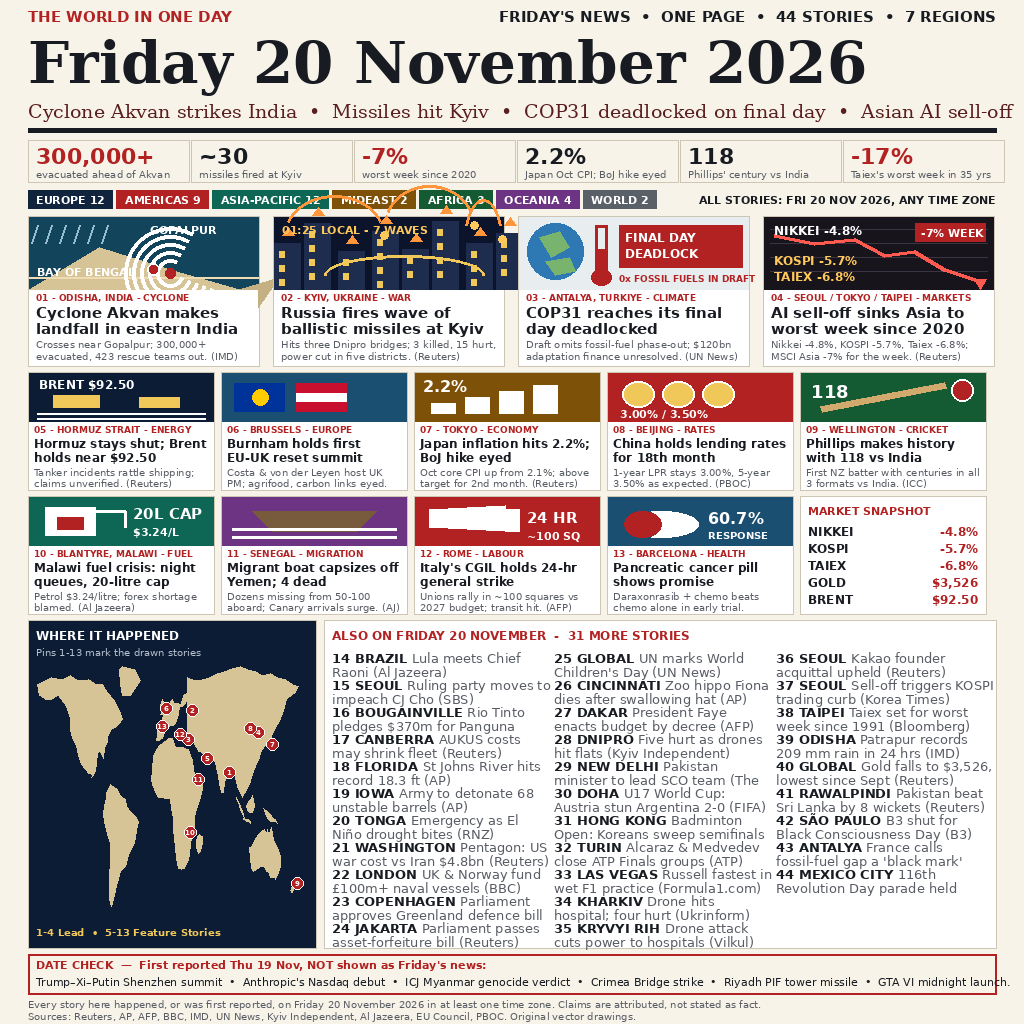 THE WORLD IN ONE DAY
FRIDAY'S NEWS • ONE PAGE • 44 STORIES • 7 REGIONS
Friday 20 November 2026
Cyclone Akvan strikes India • Missiles hit Kyiv • COP31 deadlocked on final day • Asian AI sell-off
300,000+
evacuated ahead of Akvan
~30
missiles fired at Kyiv
-7%
worst week since 2020
2.2%
Japan Oct CPI; BoJ hike eyed
118
Phillips' century vs India
-17%
Taiex's worst week in 35 yrs
EUROPE 12
AMERICAS 9
ASIA-PACIFIC 12
MIDEAST 2
AFRICA 3
OCEANIA 4
WORLD 2
ALL STORIES: FRI 20 NOV 2026, ANY TIME ZONE
GOPALPUR
BAY OF BENGAL
01 - ODISHA, INDIA - CYCLONE
Cyclone Akvan makes
landfall in eastern India
Crosses near Gopalpur; 300,000+
evacuated, 423 rescue teams out. (IMD)
01:25 LOCAL - 7 WAVES
02 - KYIV, UKRAINE - WAR
Russia fires wave of
ballistic missiles at Kyiv
Hits three Dnipro bridges; 3 killed, 15 hurt,
power cut in five districts. (Reuters)
FINAL DAY
DEADLOCK
0x FOSSIL FUELS IN DRAFT
03 - ANTALYA, TURKIYE - CLIMATE
COP31 reaches its final
day deadlocked
Draft omits fossil-fuel phase-out; $120bn
adaptation finance unresolved. (UN News)
NIKKEI -4.8%
-7% WEEK
KOSPI -5.7%
TAIEX -6.8%
04 - SEOUL / TOKYO / TAIPEI - MARKETS
AI sell-off sinks Asia to
worst week since 2020
Nikkei -4.8%, KOSPI -5.7%, Taiex -6.8%;
MSCI Asia -7% for the week. (Reuters)
BRENT $92.50
05 - HORMUZ STRAIT - ENERGY
Hormuz stays shut; Brent
holds near $92.50
Tanker incidents rattle shipping;
claims unverified. (Reuters)
06 - BRUSSELS - EUROPE
Burnham holds first
EU-UK reset summit
Costa & von der Leyen host UK
PM; agrifood, carbon links eyed.
2.2%
07 - TOKYO - ECONOMY
Japan inflation hits 2.2%;
BoJ hike eyed
Oct core CPI up from 2.1%; above
target for 2nd month. (Reuters)
3.00% / 3.50%
08 - BEIJING - RATES
China holds lending rates
for 18th month
1-year LPR stays 3.00%, 5-year
3.50% as expected. (PBOC)
118
09 - WELLINGTON - CRICKET
Phillips makes history
with 118 vs India
First NZ batter with centuries in all
3 formats vs India. (ICC)
20L CAP
$3.24/L
10 - BLANTYRE, MALAWI - FUEL
Malawi fuel crisis: night
queues, 20-litre cap
Petrol $3.24/litre; forex shortage
blamed. (Al Jazeera)
11 - SENEGAL - MIGRATION
Migrant boat capsizes off
Yemen; 4 dead
Dozens missing from 50-100
aboard; Canary arrivals surge. (AJ)
24 HR
~100 SQ
12 - ROME - LABOUR
Italy's CGIL holds 24-hr
general strike
Unions rally in ~100 squares vs
2027 budget; transit hit. (AFP)
60.7%
RESPONSE
13 - BARCELONA - HEALTH
Pancreatic cancer pill
shows promise
Daraxonrasib + chemo beats
chemo alone in early trial.
MARKET SNAPSHOT
NIKKEI -4.8%
KOSPI -5.7%
TAIEX -6.8%
GOLD $3,526
BRENT $92.50
WHERE IT HAPPENED
Pins 1-13 mark the drawn stories
6
2
13
12
3
8
4
7
5
1
11
10
9
1-4 Lead • 5-13 Feature Stories
ALSO ON FRIDAY 20 NOVEMBER - 31 MORE STORIES
14 BRAZIL Lula meets Chief
Raoni (Al Jazeera)
15 SEOUL Ruling party moves to
impeach CJ Cho (SBS)
16 BOUGAINVILLE Rio Tinto
pledges $370m for Panguna
17 CANBERRA AUKUS costs
may shrink fleet (Reuters)
18 FLORIDA St Johns River hits
record 18.3 ft (AP)
19 IOWA Army to detonate 68
unstable barrels (AP)
20 TONGA Emergency as El
Niño drought bites (RNZ)
21 WASHINGTON Pentagon: US
war cost vs Iran $4.8bn (Reuters)
22 LONDON UK & Norway fund
£100m+ naval vessels (BBC)
23 COPENHAGEN Parliament
approves Greenland defence bill
24 JAKARTA Parliament passes
asset-forfeiture bill (Reuters)
25 GLOBAL UN marks World
Children's Day (UN News)
26 CINCINNATI Zoo hippo Fiona
dies after swallowing hat (AP)
27 DAKAR President Faye
enacts budget by decree (AFP)
28 DNIPRO Five hurt as drones
hit flats (Kyiv Independent)
29 NEW DELHI Pakistan
minister to lead SCO team (The
30 DOHA U17 World Cup:
Austria stun Argentina 2-0 (FIFA)
31 HONG KONG Badminton
Open: Koreans sweep semifinals
32 TURIN Alcaraz & Medvedev
close ATP Finals groups (ATP)
33 LAS VEGAS Russell fastest in
wet F1 practice (Formula1.com)
34 KHARKIV Drone hits
hospital; four hurt (Ukrinform)
35 KRYVYI RIH Drone attack
cuts power to hospitals (Vilkul)
36 SEOUL Kakao founder
acquittal upheld (Reuters)
37 SEOUL Sell-off triggers KOSPI
trading curb (Korea Times)
38 TAIPEI Taiex set for worst
week since 1991 (Bloomberg)
39 ODISHA Patrapur records
209 mm rain in 24 hrs (IMD)
40 GLOBAL Gold falls to $3,526,
lowest since Sept (Reuters)
41 RAWALPINDI Pakistan beat
Sri Lanka by 8 wickets (Reuters)
42 SÃO PAULO B3 shut for
Black Consciousness Day (B3)
43 ANTALYA France calls
fossil-fuel gap a 'black mark'
44 MEXICO CITY 116th
Revolution Day parade held
DATE CHECK — First reported Thu 19 Nov, NOT shown as Friday's news:
Trump–Xi–Putin Shenzhen summit • Anthropic's Nasdaq debut • ICJ Myanmar genocide verdict • Crimea Bridge strike • Riyadh PIF tower missile • GTA VI midnight launch.
Every story here happened, or was first reported, on Friday 20 November 2026 in at least one time zone. Claims are attributed, not stated as fact.
Sources: Reuters, AP, AFP, BBC, IMD, UN News, Kyiv Independent, Al Jazeera, EU Council, PBOC. Original vector drawings.